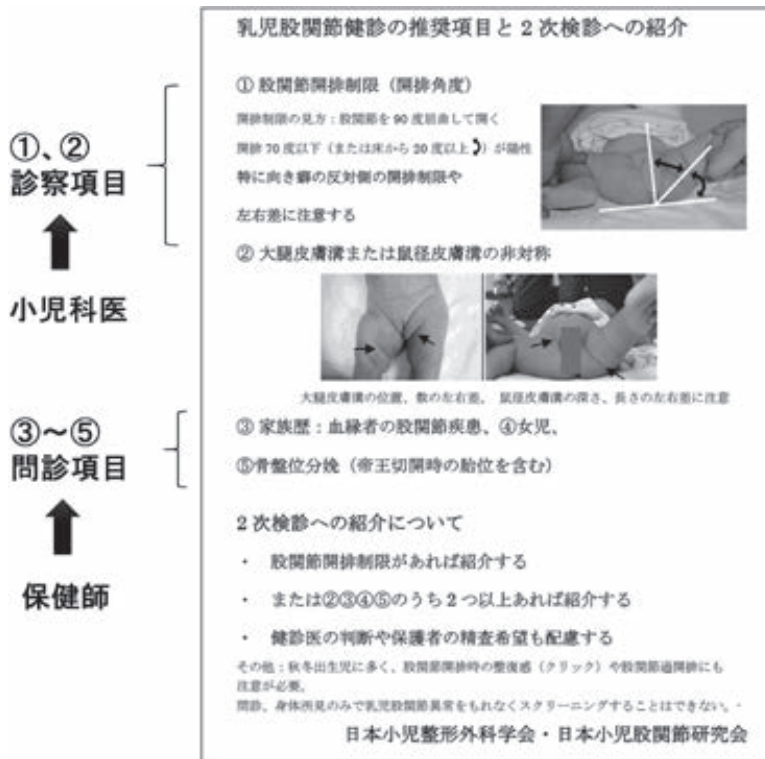 乳児股関節健診の推奨項目と2次検診への紹介
① 股関節開排制限（開排角度）
開排制限の見方：股関節を90度屈曲して開く
開排70度以下（または床から20度以上）が陽性
特に向き癖の反対側の開排制限や
左右差に注意する
② 大腿皮膚溝または鼠径皮膚溝の非対称
大腿皮膚溝の位置、数の左右差、 鼠径皮膚溝の深さ、長さの左右差に注意
③ 家族歴：血縁者の股関節疾患、④女児、
⑤骨盤位分娩（帝王切開時の胎位を含む）
2次検診への紹介について
・ 股関節開排制限があれば紹介する
・ または②③④⑤のうち2つ以上あれば紹介する
・ 健診医の判断や保護者の精査希望も配慮する
その他：秋冬出生児に多く、股関節開排時の整復感（クリック）や股関節過開排にも
注意が必要。
問診、身体所見のみで乳児股関節異常をもれなくスクリーニングすることはできない。
日本小児整形外科学会・日本小児股関節研究会
①、②
診察項目
小児科医
③～⑤
問診項目
保健師